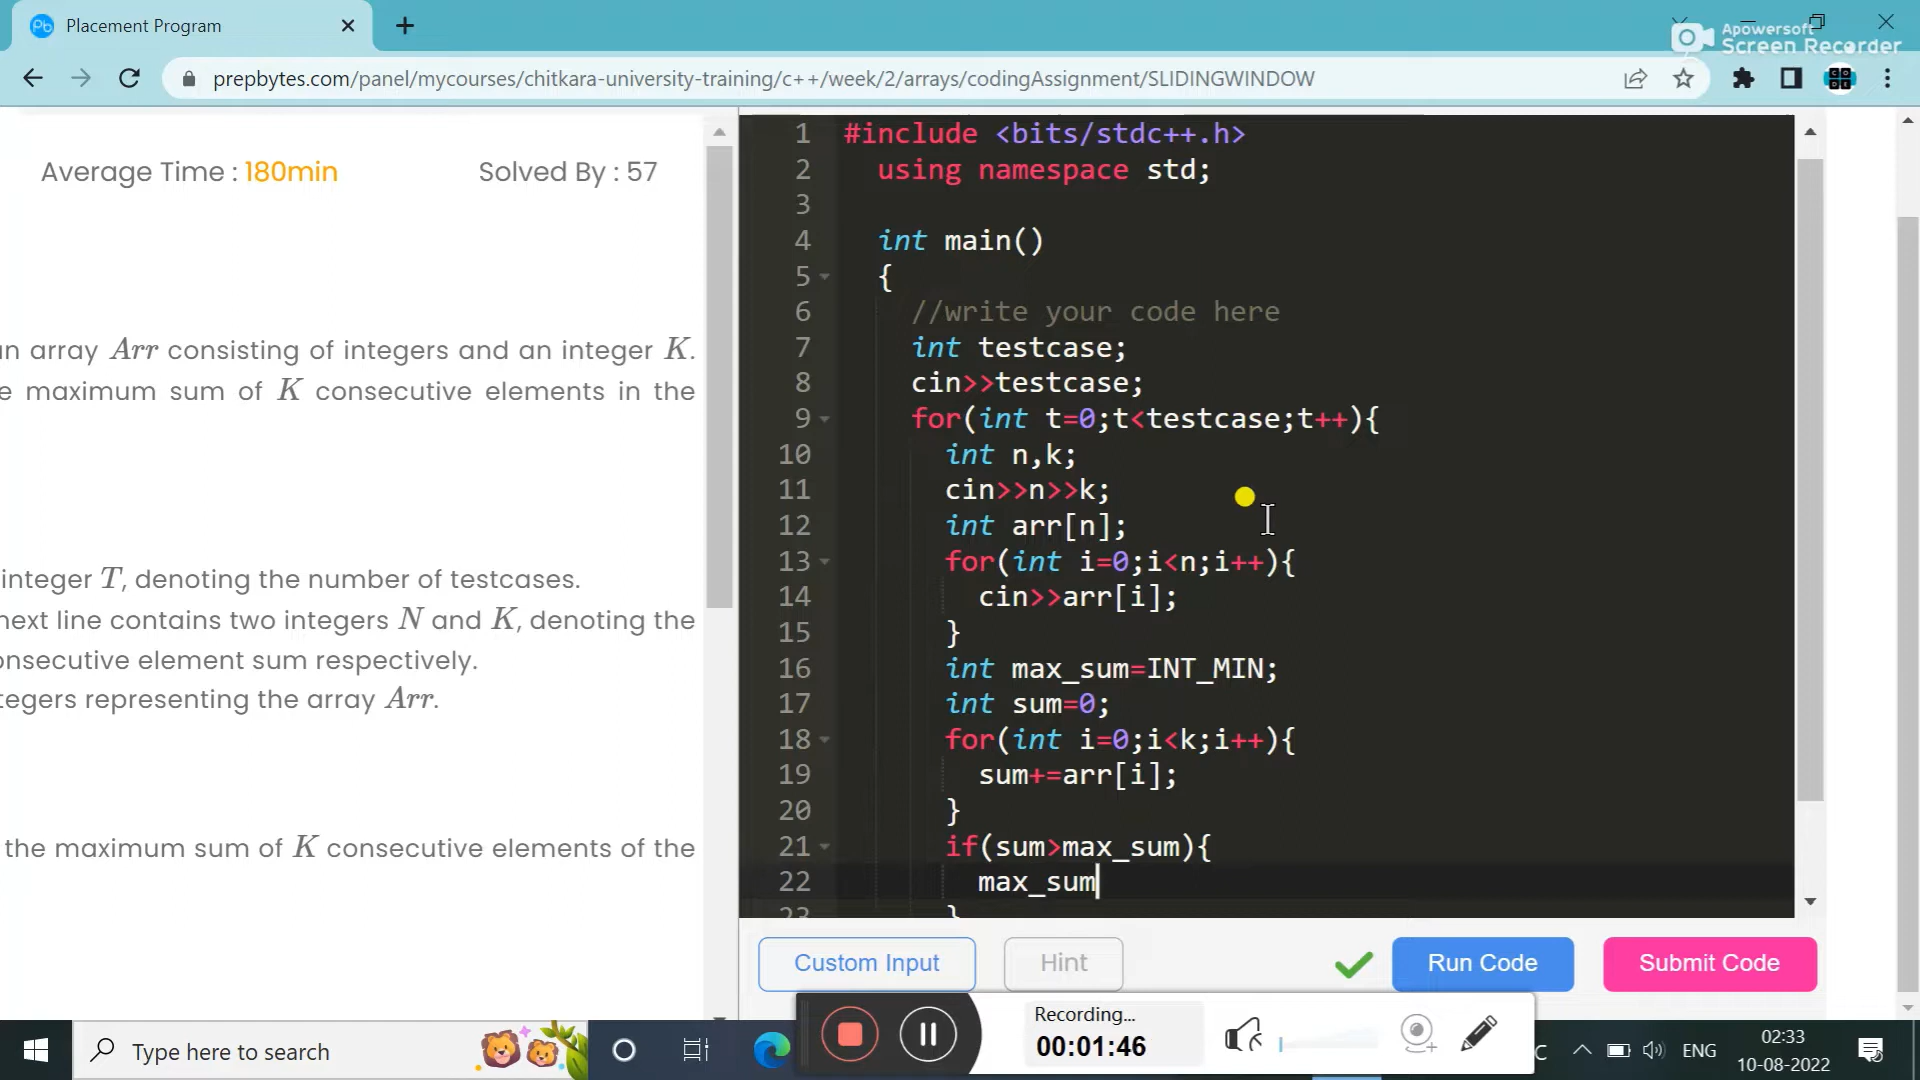 Placement Program
Apowersoft
Screen Recorder
prepbytes.com/panel/mycourses/chitkara-university-training/c++/week/2/arrays/codingAssignment/SLIDINGWINDOW
Average Time : 180min Solved By : 57
array Arr consisting of integers and an integer K.
maximum sum of K consecutive elements in the
integer T, denoting the number of testcases.
next line contains two integers N and K, denoting the
element sum respectively.
representing the array Arr.
the maximum sum of K consecutive elements of the
1 #include <bits/stdc++.h>
2 using namespace std;
3
4 int main()
5 {
6 //write your code here
7 int testcase;
8 cin>>testcase;
9 for(int t=0;t<testcase;t++){
10 int n,k;
11 cin>>n>>k;
12 int arr[n];
13 for(int i=0;i<n;i++){
14 cin>>arr[i];
15 }
16 int max_sum=INT_MIN;
17 int sum=0;
18 for(int i=0;i<k;i++){
19 sum+=arr[i];
20 }
21 if(sum>max_sum){
22 max_sum
23 }
Custom Input Hint Run Code Submit Code
Recording...
00:01:46
Type here to search
ENG
02:33
10-08-2022